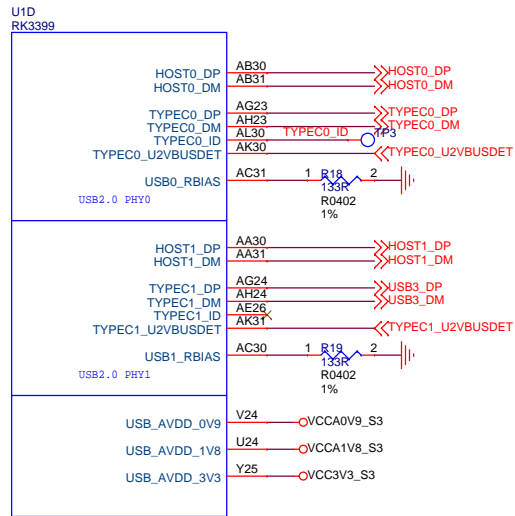 U1D
RK3399
HOST0_DP AB30 HOST0_DP
HOST0_DM AB31 HOST0_DM
TYPEC0_DP AG23 TYPEC0_DP
TYPEC0_DM AH23 TYPEC0_DM
TYPEC0_ID AL30 TYPEC0_ID TP3
TYPEC0_U2VBUSDET AK30 TYPEC0_U2VBUSDET
USB0_RBIAS AC31 1 R18 2
133R
USB2.0 PHY0 R0402
1%
HOST1_DP AA30 HOST1_DP
HOST1_DM AA31 HOST1_DM
TYPEC1_DP AG24 USB3_DP
TYPEC1_DM AH24 USB3_DM
TYPEC1_ID AE26
TYPEC1_U2VBUSDET AK31 TYPEC1_U2VBUSDET
USB1_RBIAS AC30 1 R19 2
133R
USB2.0 PHY1 R0402
1%
USB_AVDD_0V9 V24 VCCA0V9_S3
USB_AVDD_1V8 U24 VCCA1V8_S3
USB_AVDD_3V3 Y25 VCC3V3_S3